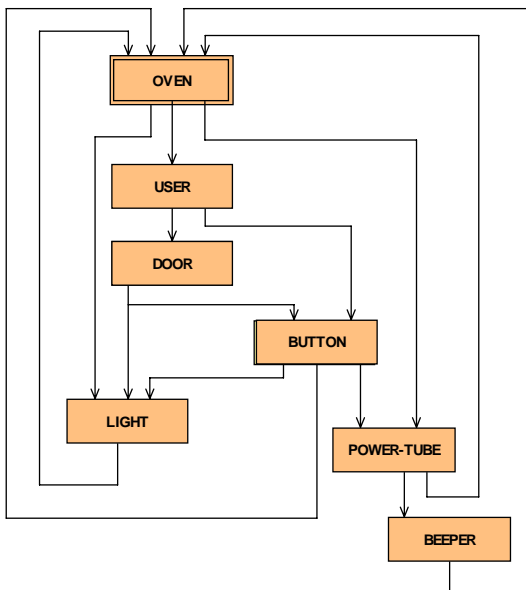 OVEN
USER
DOOR
BUTTON
LIGHT
POWER-TUBE
BEEPER